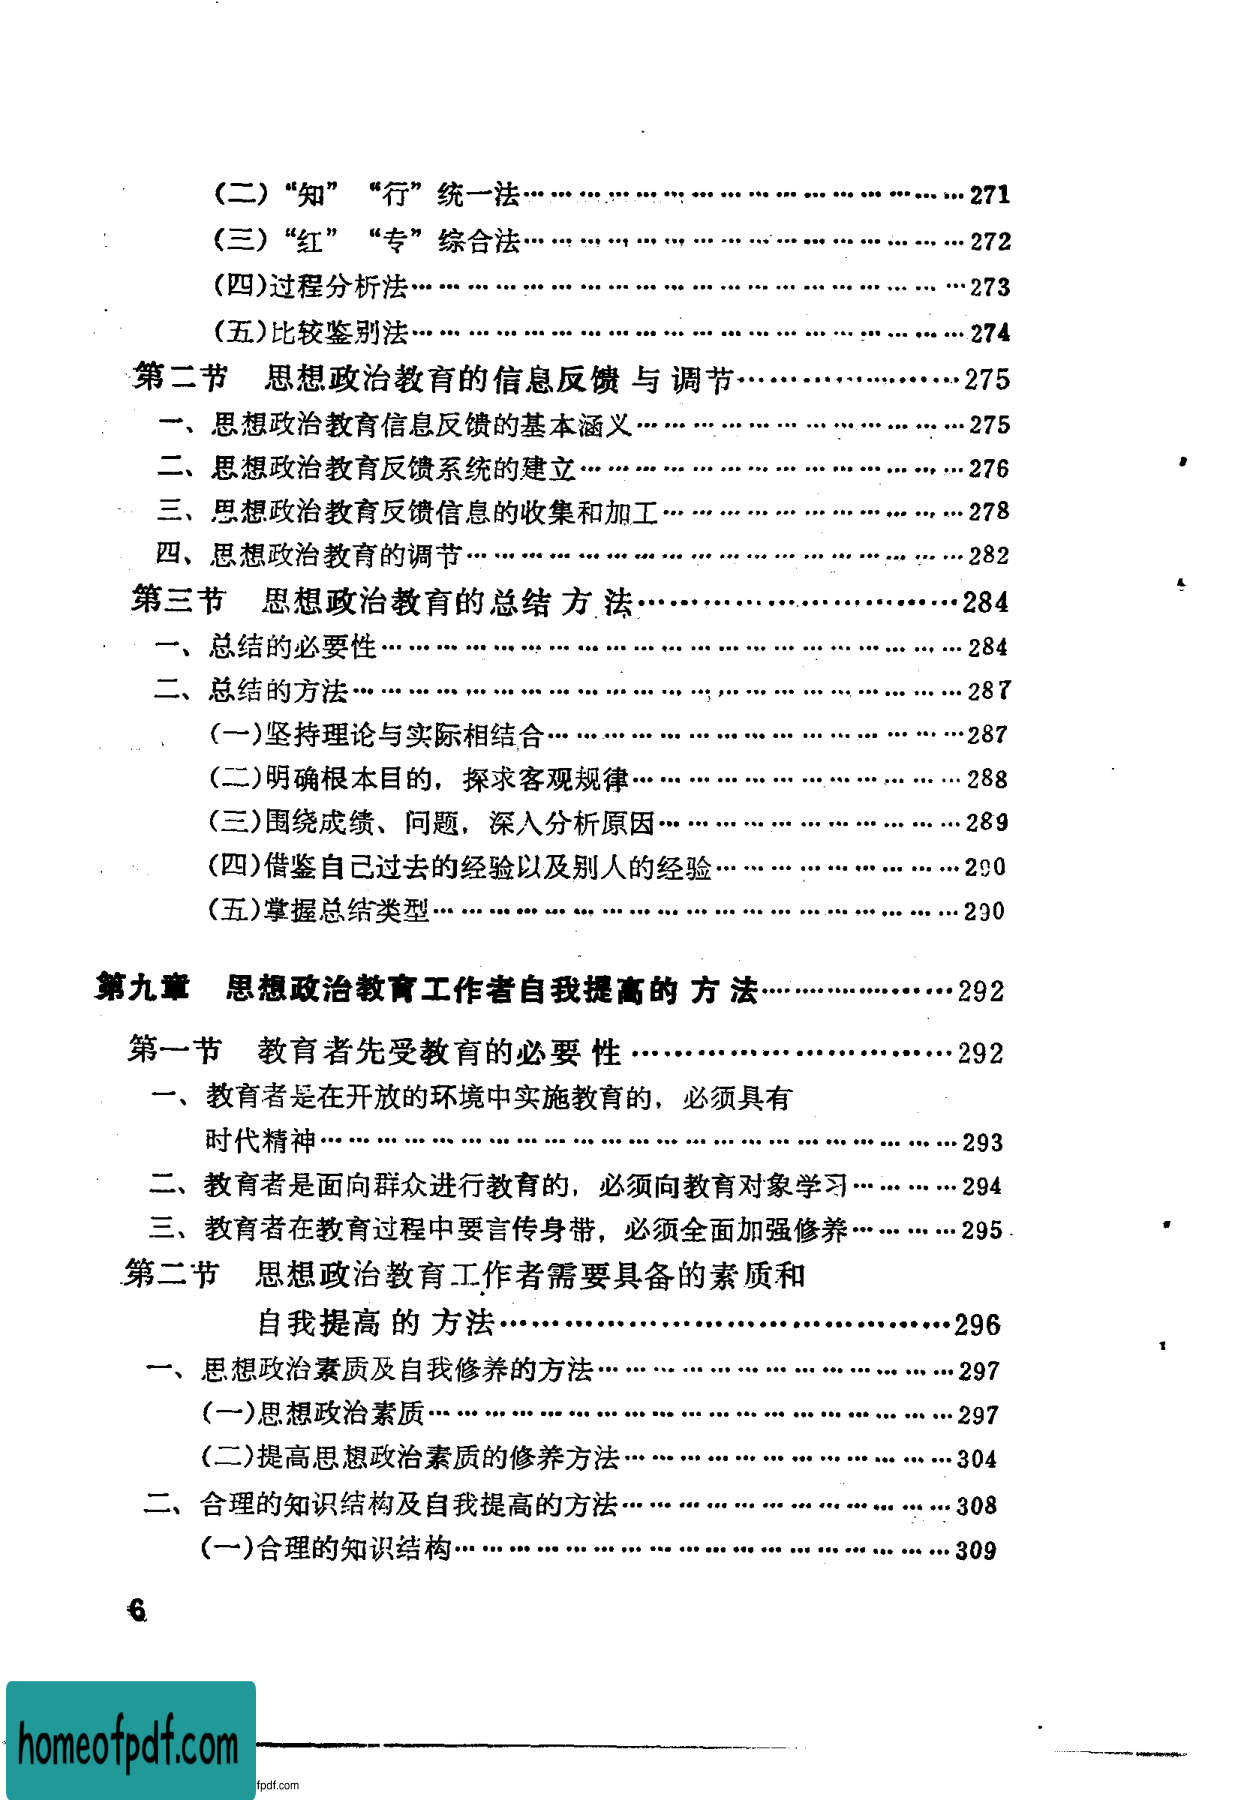 （二）“知” “行”统一法………………………………271
（三）“红” “专”综合法………………………………272
(四)过程分析法………………………………273
(五)比较鉴别法………………………………274
第二节 思想政治教育的信息反馈与调节…………………275
一、思想政治教育信息反馈的基本涵义………………………275
二、思想政治教育反馈系统的建立………………………276
三、思想政治教育反馈信息的收集和加工………………………278
四、思想政治教育的调节………………………………282
第三节 思想政治教育的总结方法…………………………284
一、总结的必要性………………………………284
二、总结的方法………………………………287
(一)坚持理论与实际相结合…………………………287
(二)明确根本目的，探求客观规律………………………288
(三)围绕成绩、问题，深入分析原因………………………289
(四)借鉴自己过去的经验以及别人的经验…………………290
(五)掌握总结类型………………………………290
第九章 思想政治教育工作者自我提高的方法………………292
第一节 教育者先受教育的必要性…………………………292
一、教育者是在开放的环境中实施教育的，必须具有
时代精神………………………………293
二、教育者是面向群众进行教育的，必须向教育对象学习…………294
三、教育者在教育过程中要言传身带，必须全面加强修养…………295
第二节 思想政治教育工作者需要具备的素质和
自我提高的方法………………………………296
一、思想政治素质及自我修养的方法………………………297
(一)思想政治素质………………………………297
(二)提高思想政治素质的修养方法………………………304
二、合理的知识结构及自我提高的方法………………………308
(一)合理的知识结构………………………………309
6
homeofpdf.com
fpdf.com